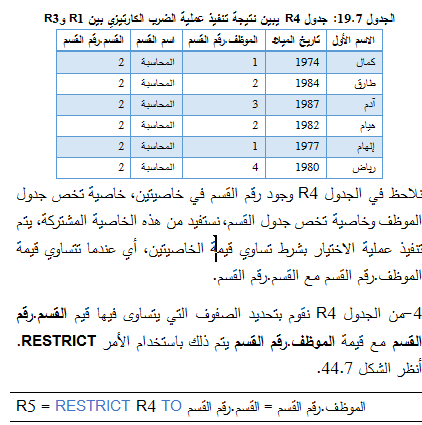 الجدول 19.7: جدول R4 يبين نتيجة تنفيذ عملية الضرب الكارتيزي بين R1 وR3
الاسم الأول تاريخ الميلاد الموظف.رقم القسم اسم القسم القسم.رقم القسم
كمال 1974 1 المحاسبة 2
طارق 1984 2 المحاسبة 2
آدم 1987 3 المحاسبة 2
هيام 1982 2 المحاسبة 2
إلهام 1977 1 المحاسبة 2
رياض 1980 4 المحاسبة 2
نلاحظ في الجدول R4 وجود رقم القسم في خاصيتين، خاصية تخص جدول
الموظف وخاصية تخص جدول القسم، نستفيد من هذه الخاصية المشتركة، يتم
تنفيذ عملية الاختيار بشرط تساوي قيمة الخاصيتين، أي عندما تتساوي قيمة
الموظف.رقم القسم مع القسم.رقم القسم.
4-من الجدول R4 نقوم بتحديد الصفوف التي يتساوى فيها قيم القسم.رقم
القسم مع قيمة الموظف.رقم القسم يتم ذلك باستخدام الأمر RESTRICT.
أنظر الشكل 44.7.
R5 = RESTRICT R4 TO الموظف.رقم القسم = القسم.رقم القسم